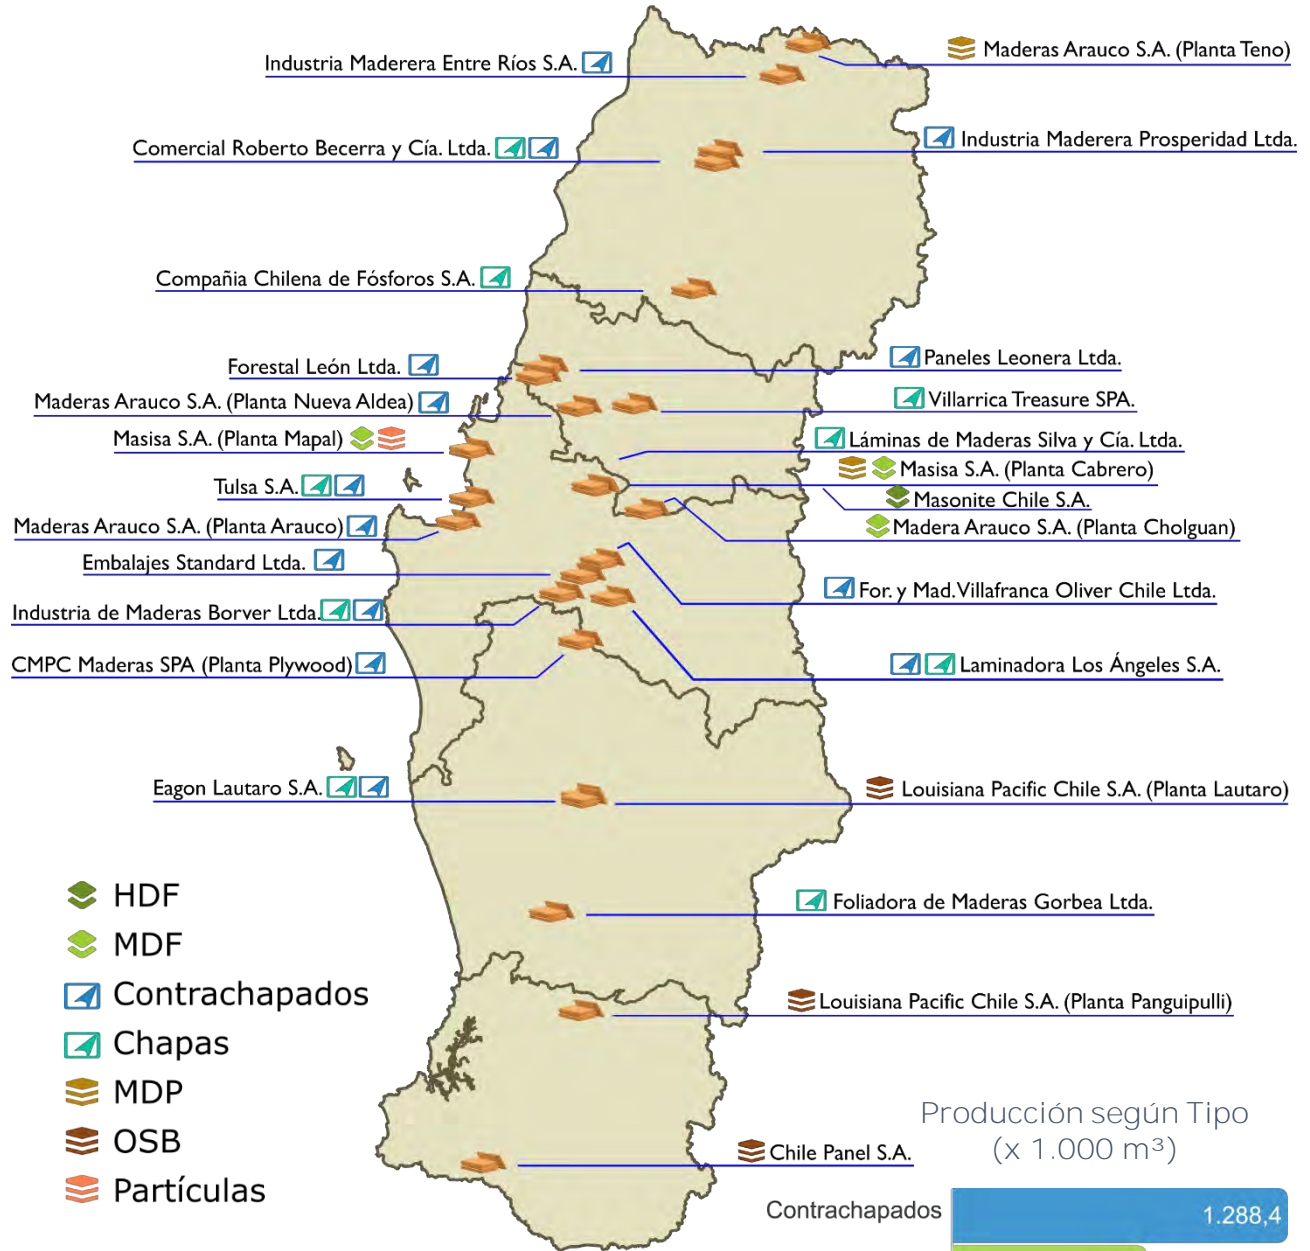 Maderas Arauco S.A. (Planta Teno)
Industria Maderera Entre Ríos S.A.
Industria Maderera Prosperidad Ltda.
Comercial Roberto Becerra y Cía. Ltda.
Compañia Chilena de Fósforos S.A.
Forestal León Ltda.
Paneles Leonera Ltda.
Maderas Arauco S.A. (Planta Nueva Aldea)
Villarrica Treasure SPA.
Masisa S.A. (Planta Mapal)
Láminas de Maderas Silva y Cía. Ltda.
Masisa S.A. (Planta Cabrero)
Tulsa S.A.
Masonite Chile S.A.
Maderas Arauco S.A. (Planta Arauco)
Madera Arauco S.A. (Planta Cholguan)
Embalajes Standard Ltda.
For. y Mad. Villafranca Oliver Chile Ltda.
Industria de Maderas Borver Ltda.
CMPC Maderas SPA (Planta Plywood)
Laminadora Los Ángeles S.A.
Eagon Lautaro S.A.
Louisiana Pacific Chile S.A. (Planta Lautaro)
Foliadora de Maderas Gorbea Ltda.
Louisiana Pacific Chile S.A. (Planta Panguipulli)
Chile Panel S.A.
HDF
MDF
Contrachapados
Chapas
MDP
OSB
Partículas
Producción según Tipo
(x 1.000 m³)
Contrachapados 1.288,4